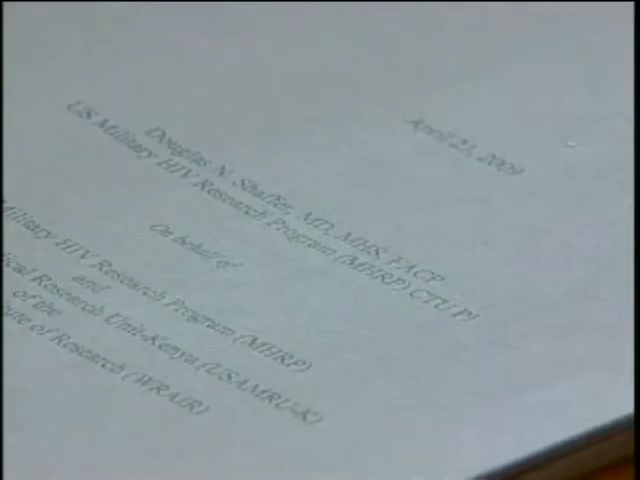 April 23, 2009
Douglas N. Shaffer, MD, MHS, FACP
US Military HIV Research Program (MHRP) CTU PI
On behalf of
Military HIV Research Program (MHRP)
and
ical Research Unit-Kenya (USAMRU-K)
of the
ute of Research (WRAIR)